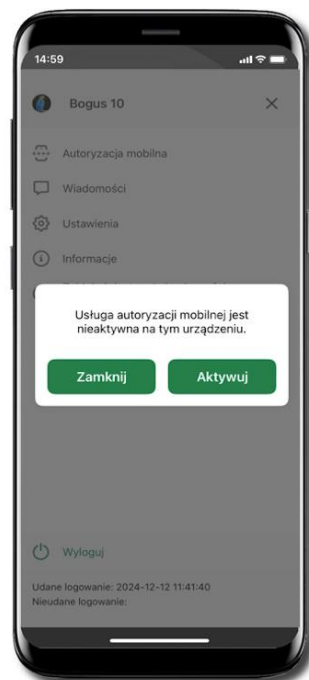 14:59
Bogus 10
Autoryzacja mobilna
Wiadomości
Ustawienia
Informacje
Usługa autoryzacji mobilnej jest
nieaktywna na tym urządzeniu.
Zamknij
Aktywuj
Wyloguj
Udane logowanie: 2024-12-12 11:41:40
Nieudane logowanie: